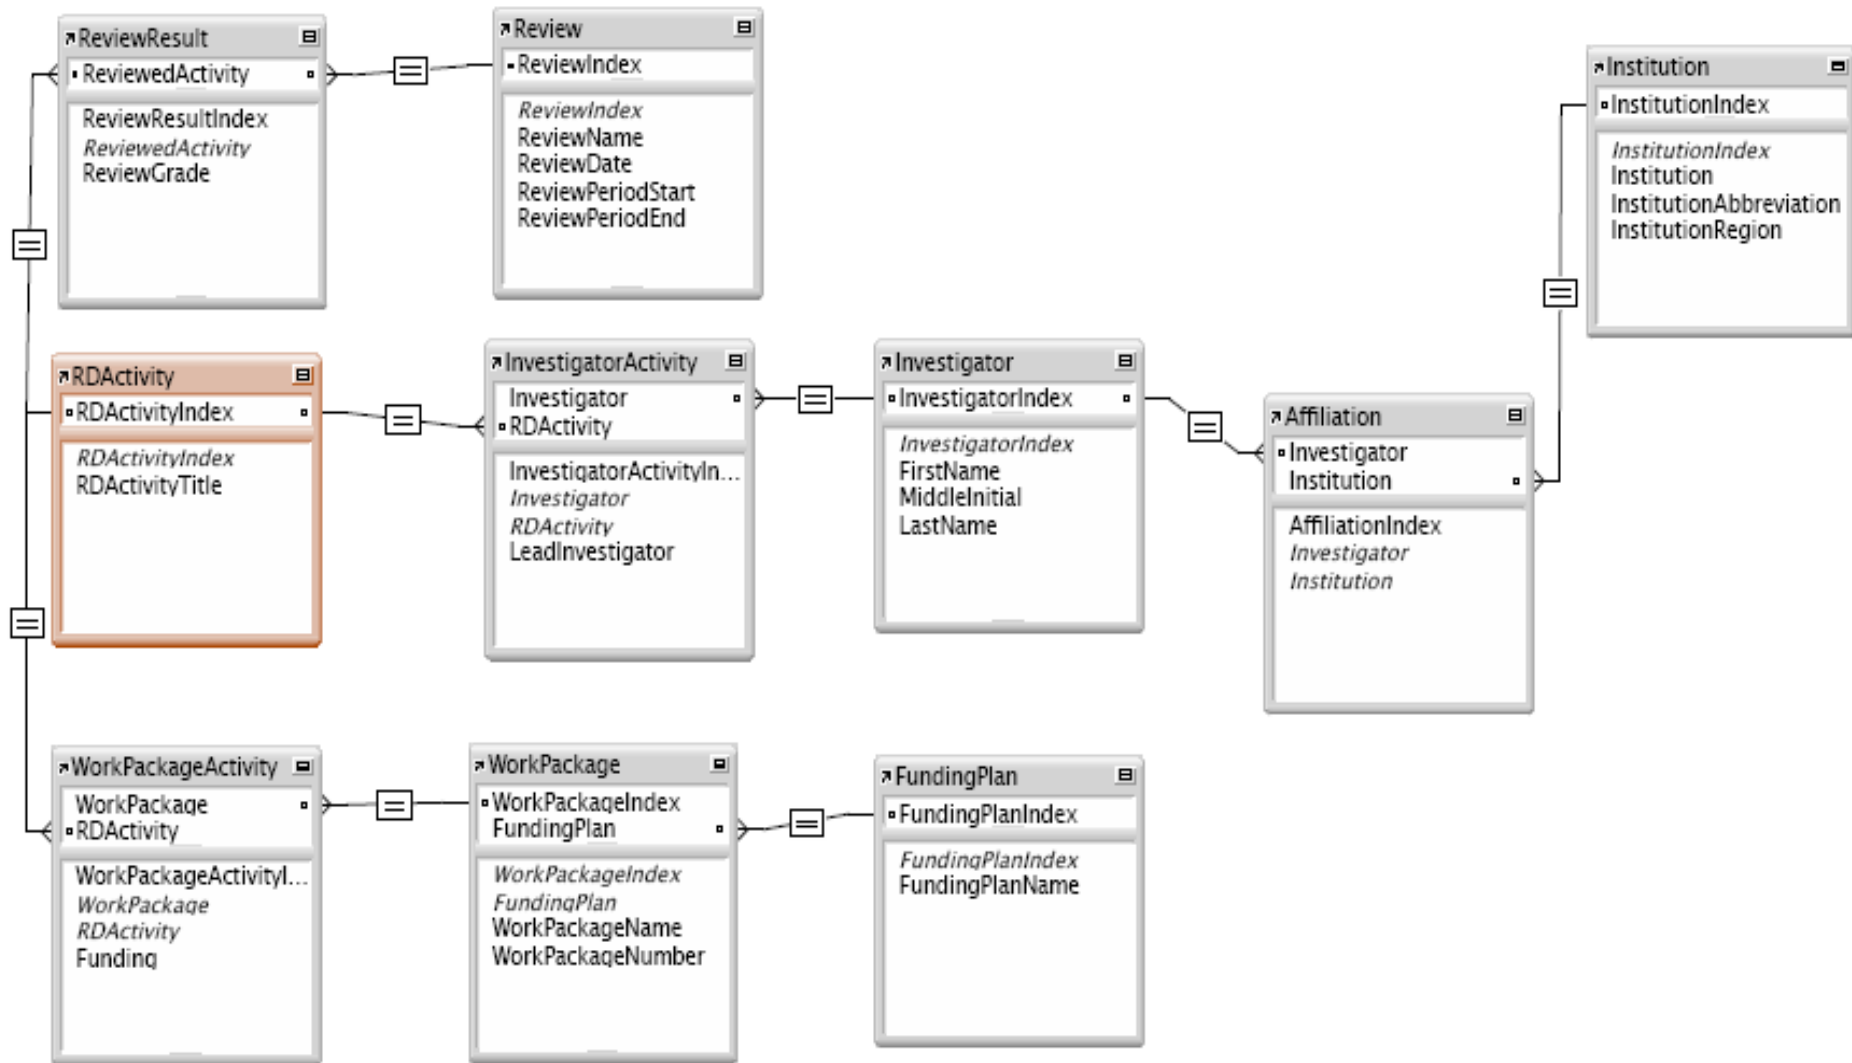 ReviewResult
ReviewedActivity
ReviewResultIndex
ReviewedActivity
ReviewGrade
Review
ReviewIndex
ReviewIndex
ReviewName
ReviewDate
ReviewPeriodStart
ReviewPeriodEnd
Institution
InstitutionIndex
InstitutionIndex
Institution
InstitutionAbbreviation
InstitutionRegion
RDActivity
RDActivityIndex
RDActivityIndex
RDActivityTitle
InvestigatorActivity
Investigator
RDActivity
InvestigatorActivityIn...
Investigator
RDActivity
LeadInvestigator
Investigator
InvestigatorIndex
InvestigatorIndex
FirstName
MiddleInitial
LastName
Affiliation
Investigator
Institution
AffiliationIndex
Investigator
Institution
WorkPackageActivity
WorkPackage
RDActivity
WorkPackageActivityI...
WorkPackage
RDActivity
Funding
WorkPackage
WorkPackageIndex
FundingPlan
WorkPackageIndex
FundingPlan
WorkPackageName
WorkPackageNumber
FundingPlan
FundingPlanIndex
FundingPlanIndex
FundingPlanName